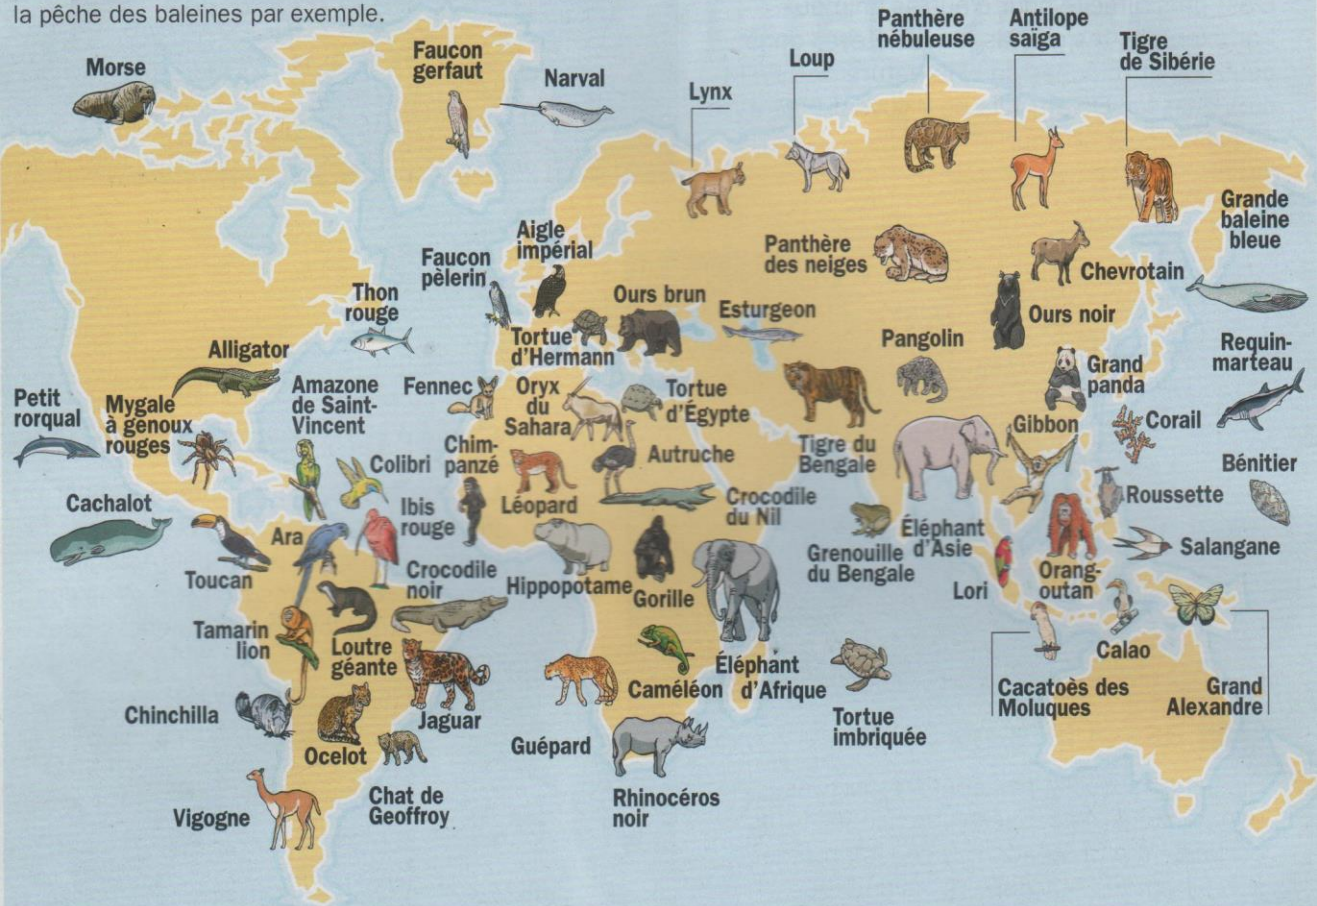 la pêche des baleines par exemple.
Morse
Faucon
gerfaut
Narval
Lynx
Loup
Panthère
nébuleuse
Antilope
saïga
Tigre
de Sibérie
Grande
baleine
bleue
Panthère
des neiges
Chevrotain
Ours noir
Aigle
impérial
Faucon
pèlerin
Thon
rouge
Ours brun
Esturgeon
Tortue
d'Hermann
Pangolin
Grand
panda
Requin-
marteau
Alligator
Petit
rorqual
Mygale
à genoux
rouges
Amazone
de Saint-
Vincent
Fennec
Oryx
du
Sahara
Tortue
d'Égypte
Tigre du
Bengale
Gibbon
Corail
Bénitier
Colibri
Chim-
panzé
Autruche
Léopard
Crocodile
du Nil
Roussette
Cachalot
Ibis
rouge
Ara
Toucan
Crocodile
noir
Hippopotame
Gorille
Grenouille
du Bengale
Éléphant
d'Asie
Lori
Orang-
outan
Salangane
Tamarin
lion
Loutre
géante
Jaguar
Caméléon
Éléphant
d'Afrique
Calao
Cacatoès des
Moluques
Grand
Alexandre
Chinchilla
Ocelot
Guépard
Tortue
imbriquée
Vigogne
Chat de
Geoffroy
Rhinocéros
noir